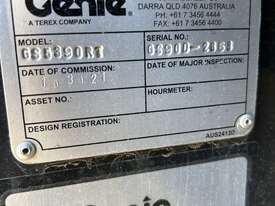 Genie
A TEREX COMPANY
DARRA QLD 4076 AUSTRALIA
PH: +61 7 3456 4444
FAX: +61 7 3456 4400
MODEL:
GS5390RT
SERIAL NO.:
DATE OF COMMISSION:
DATE OF MAJOR INSPECTION:
ASSET NO.:
HOURMETER:
DESIGN REGISTRATION:
Genie